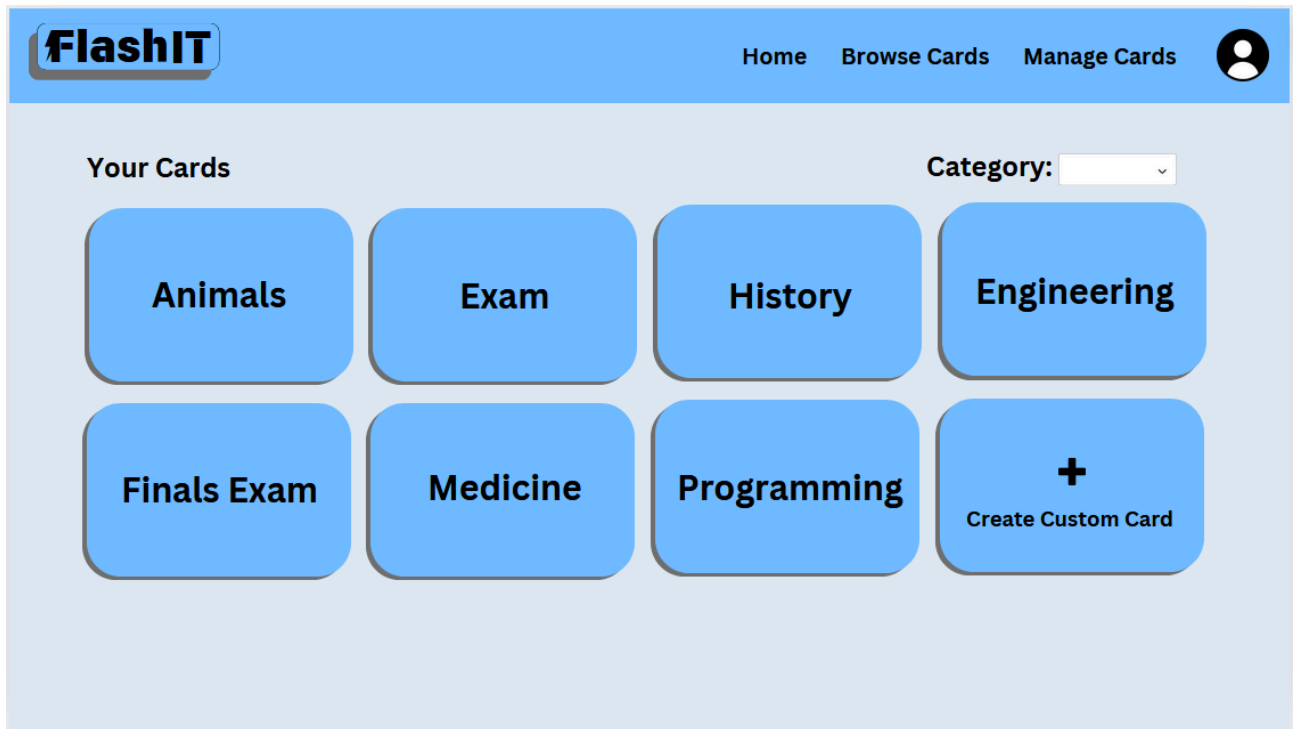 FlashIT
Home Browse Cards Manage Cards
Your Cards
Category:
Animals
Exam
History
Engineering
Finals Exam
Medicine
Programming
Create Custom Card